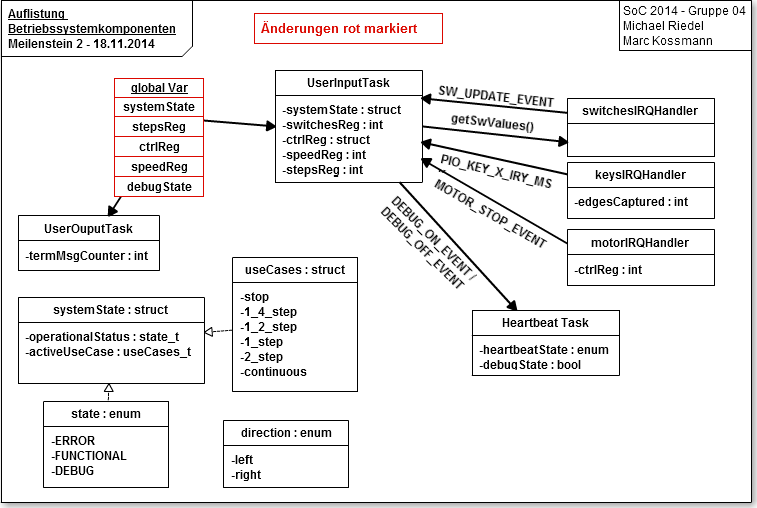 Auflistung
Betriebssystemkomponenten
Meilenstein 2 - 18.11.2014
Änderungen rot markiert
SoC 2014 - Gruppe 04
Michael Riedel
Marc Kossmann
global Var
systemState
stepsReg
ctrlReg
speedReg
debugState
UserInputTask
-systemState : struct
-switchesReg : int
-ctrlReg : struct
-speedReg : int
-stepsReg : int
SW_UPDATE_EVENT
getSwValues()
PIO_KEY_X_IRY_MS
MOTOR_STOP_EVENT
switchesIRQHandler
keysIRQHandler
-edgesCaptured : int
motorIRQHandler
-ctrlReg : int
DEBUG_ON_EVENT /
DEBUG_OFF_EVENT
UserOuputTask
-termMsgCounter : int
systemState : struct
-operationalStatus : state_t
-activeUseCase : useCases_t
useCases : struct
-stop
-1_4_step
-1_2_step
-1_step
-2_step
-continuous
Heartbeat Task
-heartbeatState : enum
-debugState : bool
state : enum
-ERROR
-FUNCTIONAL
-DEBUG
direction : enum
-left
-right